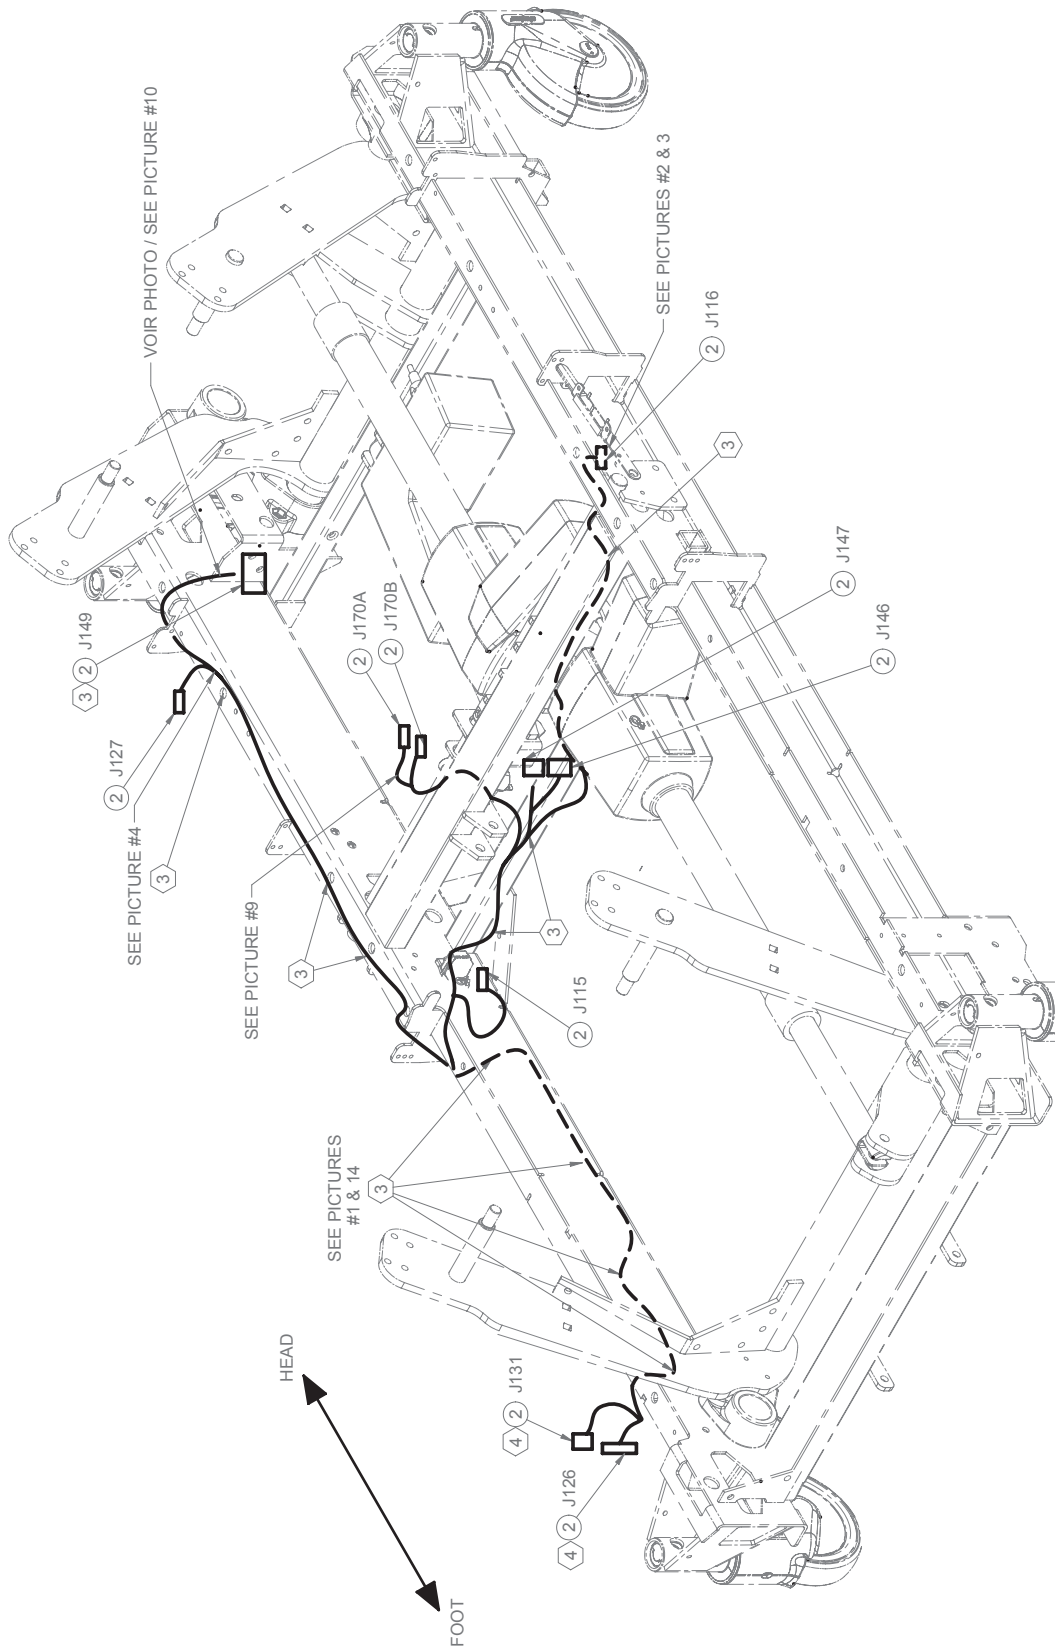 VOIR PHOTO / SEE PICTURE #10
3 2 J149
2 J127
SEE PICTURE #4
3
3
3
2 J170A
2 J170B
SEE PICTURE #9
SEE PICTURES #2 & 3
2 J116
3
2 J147
2 J146
3
2 J115
SEE PICTURES
#1 & 14
3
HEAD
FOOT
4 2 J131
4 2 J126